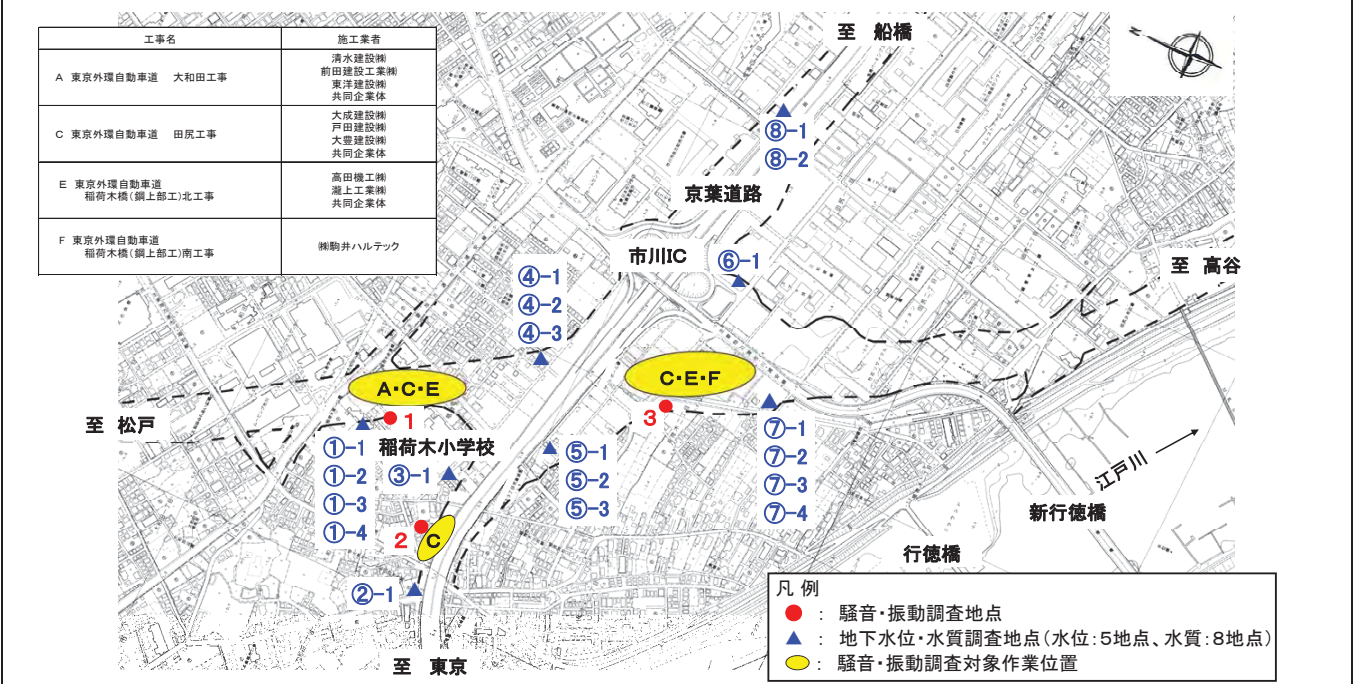 工事名 施工業者
A 東京外環自動車道 大和田工事
清水建設㈱
前田建設工業㈱
東洋建設㈱
共同企業体
C 東京外環自動車道 田尻工事
大成建設㈱
戸田建設㈱
大豊建設㈱
共同企業体
E 東京外環自動車道
稲荷木橋(鋼上部工)北工事
高田機工㈱
瀧上工業㈱
共同企業体
F 東京外環自動車道
稲荷木橋(鋼上部工)南工事
㈱駒井ハルテック
至 船橋
⑧-1
⑧-2
京葉道路
市川IC
⑥-1
至 高谷
④-1
④-2
④-3
A・C・E
C・E・F
至 松戸
1
3
稲荷木小学校
①-1
①-2
①-3
①-4
③-1
⑤-1
⑤-2
⑤-3
⑦-1
⑦-2
⑦-3
⑦-4
江戸川
新行徳橋
行徳橋
2
C
②-1
至 東京
凡 例
: 騒音・振動調査地点
: 地下水位・水質調査地点(水位:5地点、水質:8地点)
: 騒音・振動調査対象作業位置